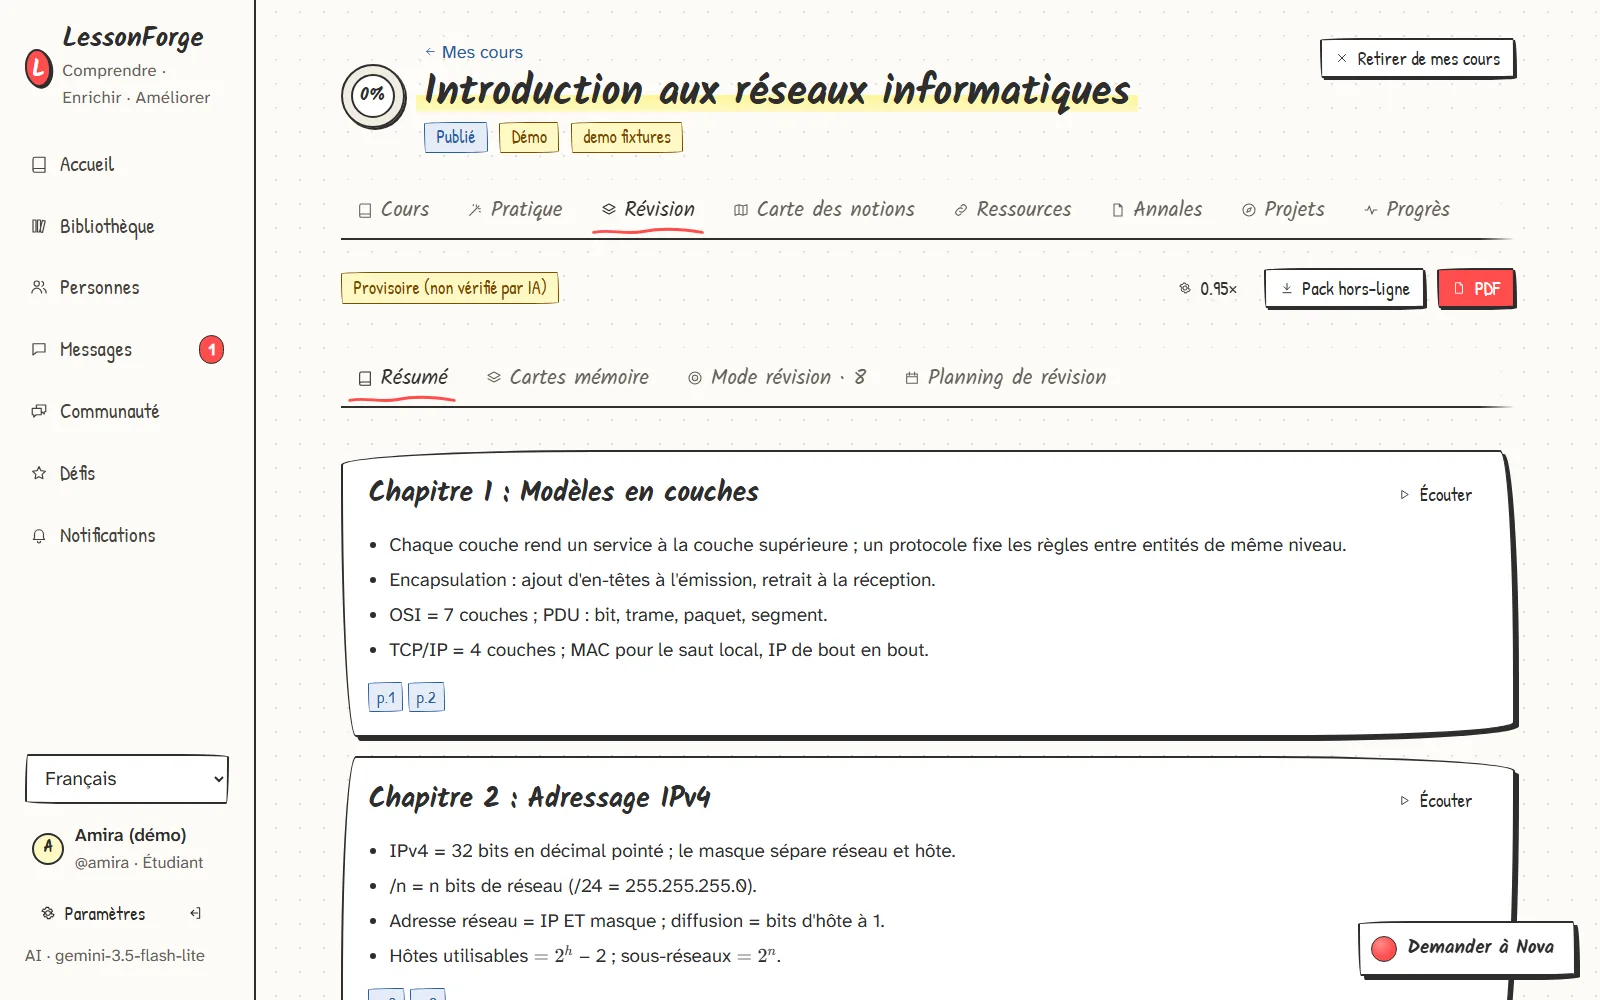 LessonForge
L
Comprendre ·
Enrichir · Améliorer
Accueil
Bibliothèque
Personnes
Messages 1
Communauté
Défis
Notifications
Français
A
Amira (démo)
@amira · Étudiant
Paramètres
AI · gemini-3.5-flash-lite
← Mes cours
0%
Introduction aux réseaux informatiques
Publié Démo demo fixtures
Retirer de mes cours
Cours Pratique Révision Carte des notions Ressources Annales Projets Progrès
Provisoire (non vérifié par IA)
0.95× Pack hors-ligne PDF
Résumé Cartes mémoire Mode révision · 8 Planning de révision
Chapitre 1 : Modèles en couches
Écouter
• Chaque couche rend un service à la couche supérieure ; un protocole fixe les règles entre entités de même niveau.
• Encapsulation : ajout d'en-têtes à l'émission, retrait à la réception.
• OSI = 7 couches ; PDU : bit, trame, paquet, segment.
• TCP/IP = 4 couches ; MAC pour le saut local, IP de bout en bout.
p.1 p.2
Chapitre 2 : Adressage IPv4
Écouter
• IPv4 = 32 bits en décimal pointé ; le masque sépare réseau et hôte.
• /n = n bits de réseau (/24 = 255.255.255.0).
• Adresse réseau = IP ET masque ; diffusion = bits d'hôte à 1.
• Hôtes utilisables = 2^h − 2 ; sous-réseaux = 2^n.
Demander à Nova